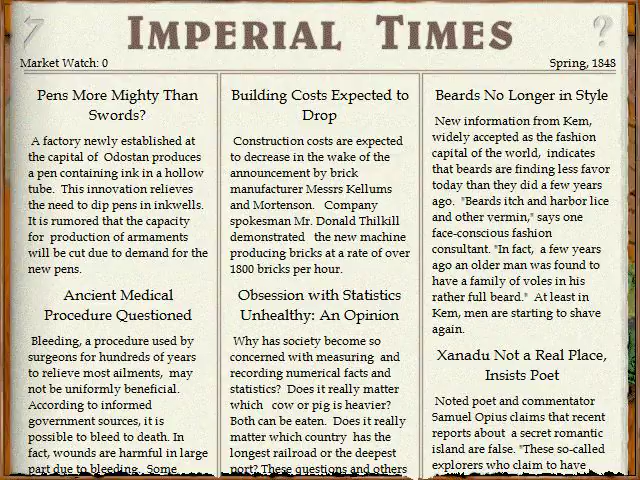 IMPERIAL TIMES
Market Watch: 0
Spring, 1848
Pens More Mighty Than
Swords?
A factory newly established at
the capital of Odostan produces
a pen containing ink in a hollow
tube. This innovation relieves
the need to dip pens in inkwells.
It is rumored that the capacity
for production of armaments
will be cut due to demand for the
new pens.
Ancient Medical
Procedure Questioned
Bleeding, a procedure used by
surgeons for hundreds of years
to relieve most ailments, may
not be uniformly beneficial.
According to informed
government sources, it is
possible to bleed to death. In
fact, wounds are harmful in large
part due to bleeding. Some
Building Costs Expected to
Drop
Construction costs are expected
to decrease in the wake of the
announcement by brick
manufacturer Messrs Kellums
and Mortenson. Company
spokesman Mr. Donald Thilkill
demonstrated the new machine
producing bricks at a rate of over
1800 bricks per hour.
Obsession with Statistics
Unhealthy: An Opinion
Why has society become so
concerned with measuring and
recording numerical facts and
statistics? Does it really matter
which cow or pig is heavier?
Both can be eaten. Does it really
matter which country has the
longest railroad or the deepest
port? These questions and others
Beards No Longer in Style
New information from Kem,
widely accepted as the fashion
capital of the world, indicates
that beards are finding less favor
today than they did a few years
ago. "Beards itch and harbor lice
and other vermin," says one
face-conscious fashion
consultant. "In fact, a few years
ago an older man was found to
have a family of voles in his
rather full beard." At least in
Kem, men are starting to shave
again.
Xanadu Not a Real Place,
Insists Poet
Noted poet and commentator
Samuel Opius claims that recent
reports about a secret romantic
island are false. "These so-called
explorers who claim to have